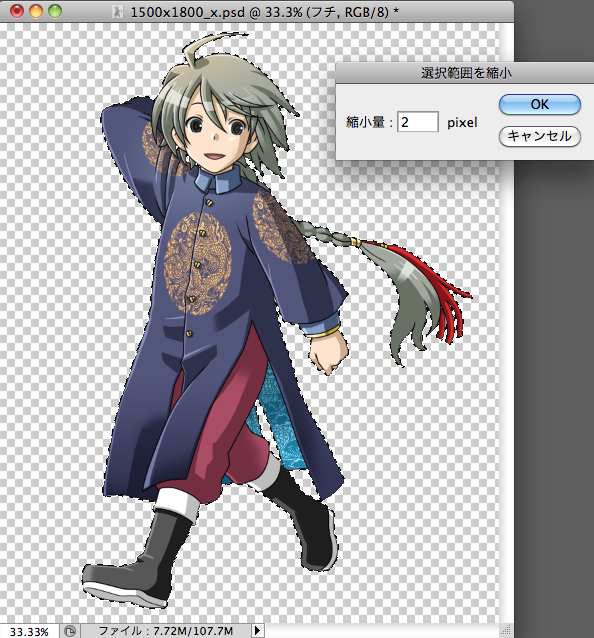 1500x1800_x.psd @ 33.3% (フチ, RGB/8) *
選択範囲を縮小
縮小量 : 2 pixel
OK
キャンセル
33.33%
ファイル : 7.72M/107.7M